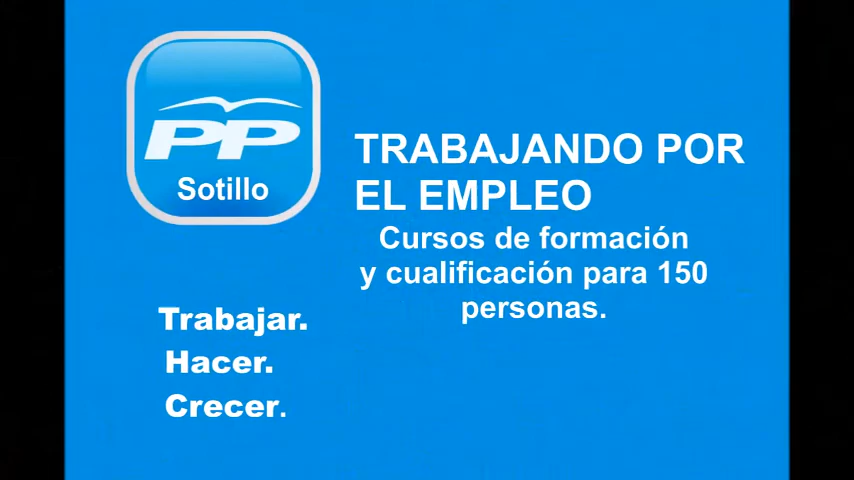 PP
Sotillo
TRABAJANDO POR
EL EMPLEO
Cursos de formación
y cualificación para 150
personas.
Trabajar.
Hacer.
Crecer.